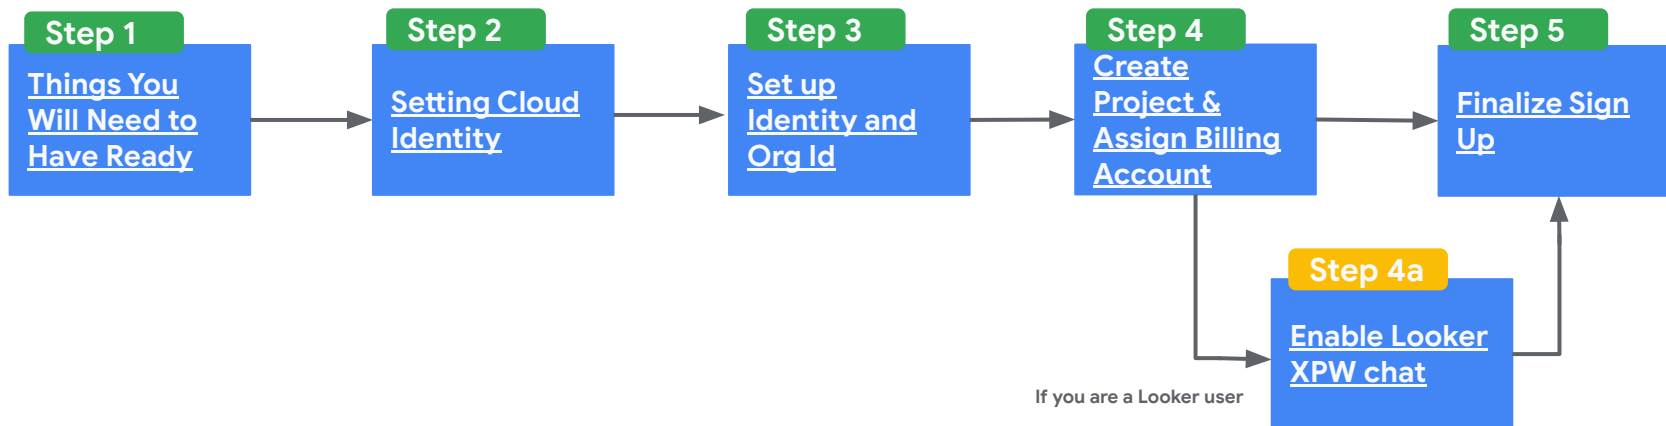 Step 1
Things You
Will Need to
Have Ready
Step 2
Setting Cloud
Identity
Step 3
Set up
Identity and
Org Id
Step 4
Create
Project &
Assign Billing
Account
Step 5
Finalize Sign
Up
Step 4a
Enable Looker
XPW chat
If you are a Looker user